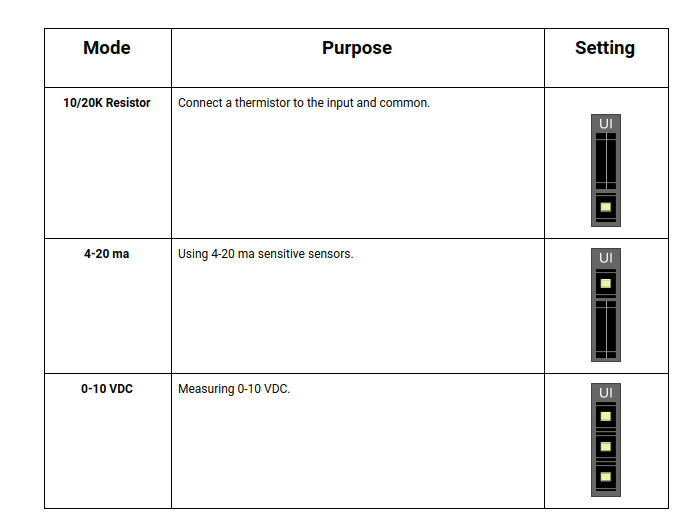 Mode Purpose Setting
10/20K Resistor Connect a thermistor to the input and common.
UI
4-20 ma Using 4-20 ma sensitive sensors.
UI
0-10 VDC Measuring 0-10 VDC.
UI